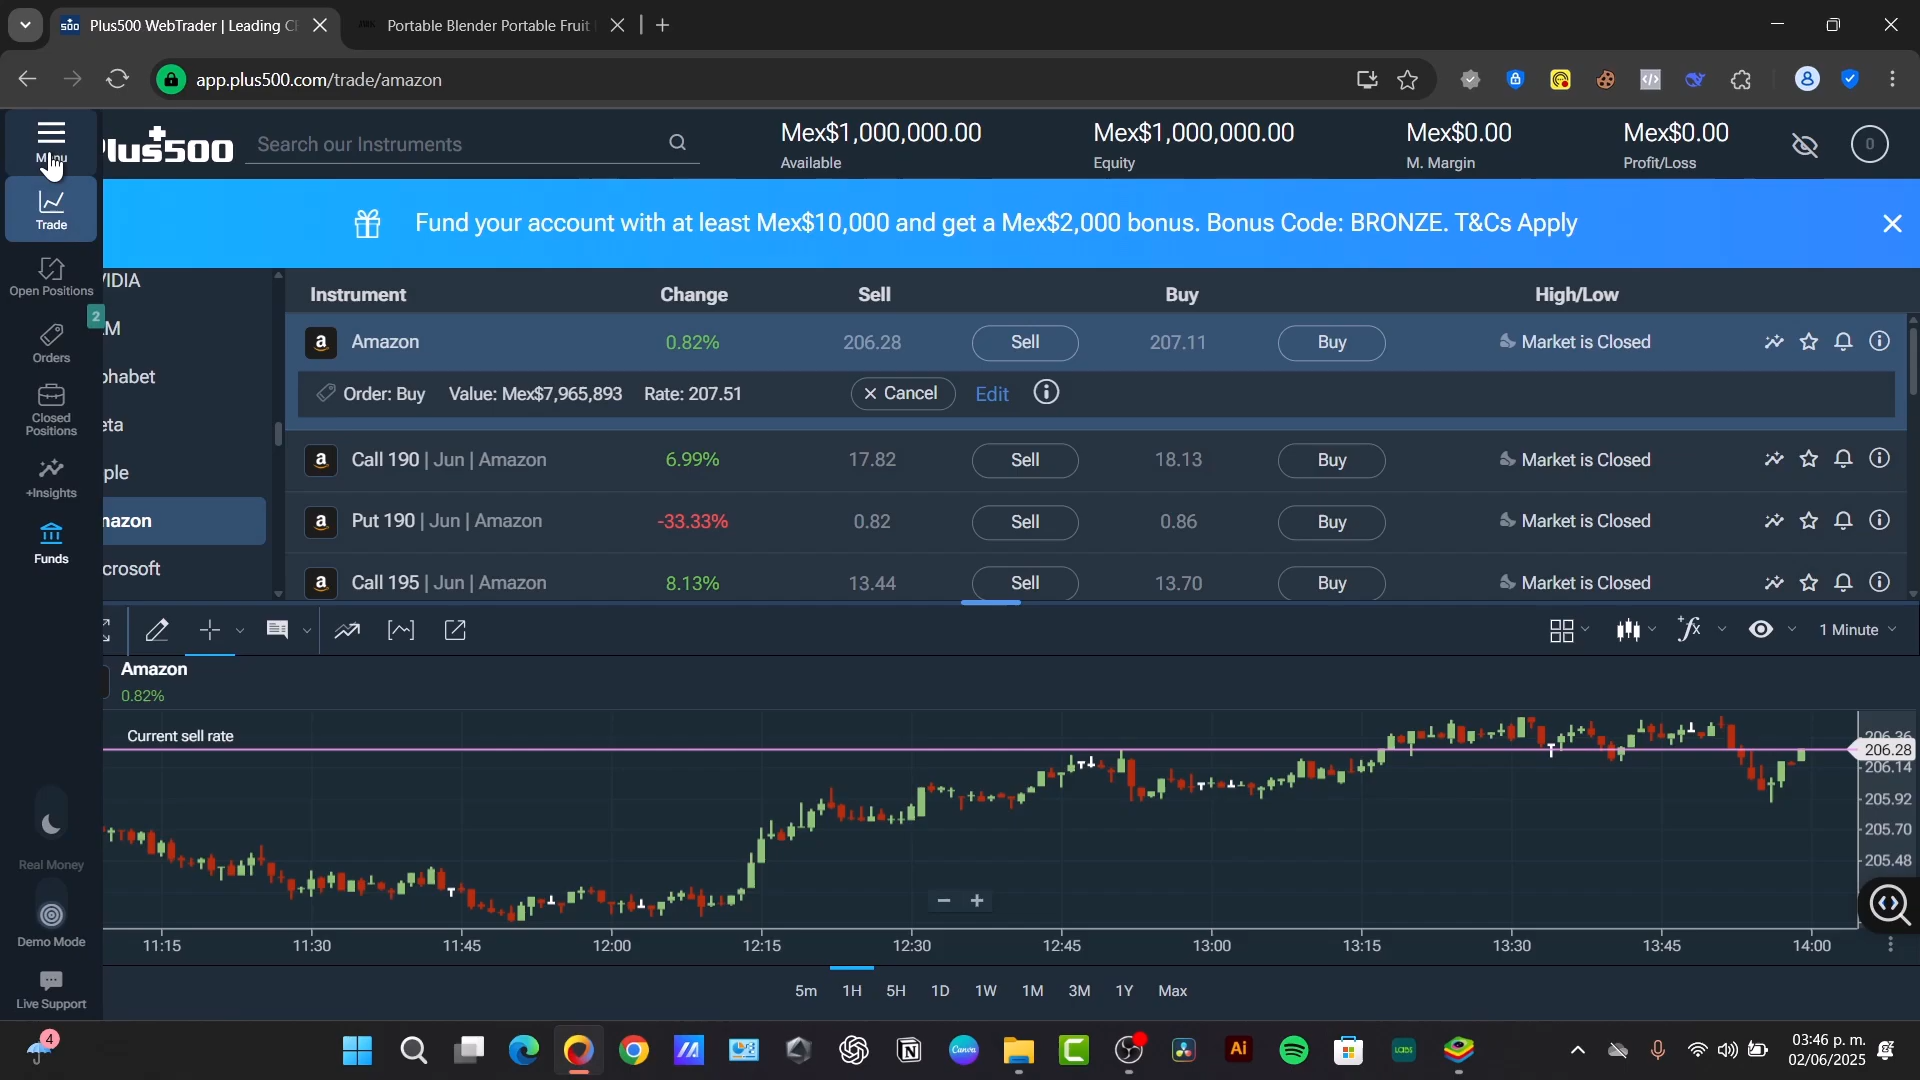 Plus500 WebTrader | Leading
Portable Blender Portable Fruit
app.plus500.com/trade/amazon
Menu
lus500
Search our Instruments
Mex$1,000,000.00
Available
Mex$1,000,000.00
Equity
Mex$0.00
M. Margin
Mex$0.00
Profit/Loss
0
Trade
Open Positions
2
Orders
Closed
Positions
+Insights
Funds
Real Money
Demo Mode
Live Support
Fund your account with at least Mex$10,000 and get a Mex$2,000 bonus. Bonus Code: BRONZE. T&Cs Apply
VIDIA
M
phabet
eta
ple
nazon
crosoft
Instrument Change Sell Buy High/Low
a Amazon 0.82% 206.28 Sell 207.11 Buy Market is Closed
Order: Buy Value: Mex$7,965,893 Rate: 207.51 Cancel Edit
a Call 190 | Jun | Amazon 6.99% 17.82 Sell 18.13 Buy Market is Closed
a Put 190 | Jun | Amazon -33.33% 0.82 Sell 0.86 Buy Market is Closed
a Call 195 | Jun | Amazon 8.13% 13.44 Sell 13.70 Buy Market is Closed
1 Minute
Amazon
0.82%
Current sell rate
206.36
206.28
206.14
205.92
205.70
205.48
11:15 11:30 11:45 12:00 12:15 12:30 12:45 13:00 13:15 13:30 13:45 14:00
5m 1H 5H 1D 1W 1M 3M 1Y Max
4
Canva
Ai
LABS
03:46 p. m.
02/06/2025